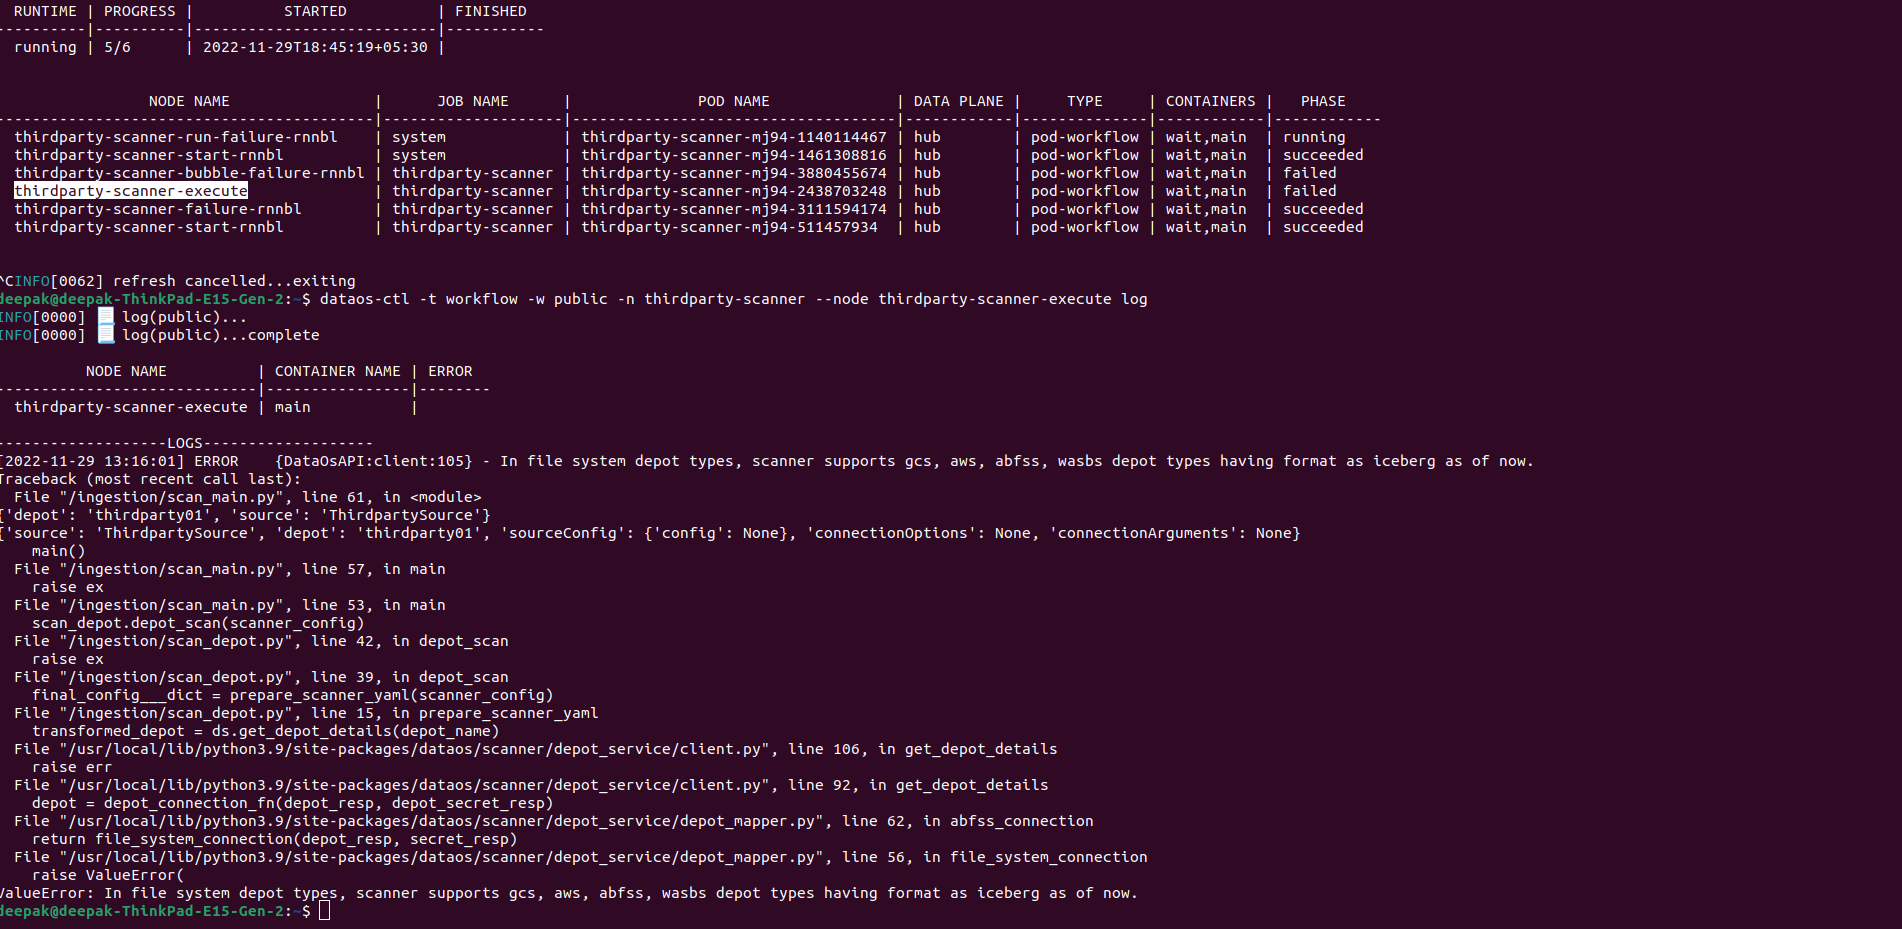 RUNTIME | PROGRESS |          STARTED          | FINISHED
----------|----------|---------------------------|-----------
running | 5/6      | 2022-11-29T18:45:19+05:30 |
NODE NAME                |      JOB NAME      |              POD NAME              | DATA PLANE |     TYPE     | CONTAINERS |   PHASE
-----------------------------------------|--------------------|------------------------------------|------------|--------------|------------|------------
thirdparty-scanner-run-failure-rnnbl    | system             | thirdparty-scanner-mj94-1140114467 | hub        | pod-workflow | wait,main  | running
thirdparty-scanner-start-rnnbl          | system             | thirdparty-scanner-mj94-1461308816 | hub        | pod-workflow | wait,main  | succeeded
thirdparty-scanner-bubble-failure-rnnbl | thirdparty-scanner | thirdparty-scanner-mj94-3880455674 | hub        | pod-workflow | wait,main  | failed
thirdparty-scanner-execute              | thirdparty-scanner | thirdparty-scanner-mj94-2438703248 | hub        | pod-workflow | wait,main  | failed
thirdparty-scanner-failure-rnnbl        | thirdparty-scanner | thirdparty-scanner-mj94-3111594174 | hub        | pod-workflow | wait,main  | succeeded
thirdparty-scanner-start-rnnbl          | thirdparty-scanner | thirdparty-scanner-mj94-511457934  | hub        | pod-workflow | wait,main  | succeeded
^CINFO[0062] refresh cancelled...exiting
deepak@deepak-ThinkPad-E15-Gen-2:~$ dataos-ctl -t workflow -w public -n thirdparty-scanner --node thirdparty-scanner-execute log
INFO[0000] 📃 log(public)...
INFO[0000] 📃 log(public)...complete
NODE NAME          | CONTAINER NAME | ERROR
-----------------------------|----------------|--------
thirdparty-scanner-execute | main           |
-------------------LOGS-------------------
[2022-11-29 13:16:01] ERROR    {DataOsAPI:client:105} - In file system depot types, scanner supports gcs, aws, abfss, wasbs depot types having format as iceberg as of now.
Traceback (most recent call last):
File "/ingestion/scan_main.py", line 61, in <module>
{'depot': 'thirdparty01', 'source': 'ThirdpartySource'}
{'source': 'ThirdpartySource', 'depot': 'thirdparty01', 'sourceConfig': {'config': None}, 'connectionOptions': None, 'connectionArguments': None}
main()
File "/ingestion/scan_main.py", line 57, in main
raise ex
File "/ingestion/scan_main.py", line 53, in main
scan_depot.depot_scan(scanner_config)
File "/ingestion/scan_depot.py", line 42, in depot_scan
raise ex
File "/ingestion/scan_depot.py", line 39, in depot_scan
final_config___dict = prepare_scanner_yaml(scanner_config)
File "/ingestion/scan_depot.py", line 15, in prepare_scanner_yaml
transformed_depot = ds.get_depot_details(depot_name)
File "/usr/local/lib/python3.9/site-packages/dataos/scanner/depot_service/client.py", line 106, in get_depot_details
raise err
File "/usr/local/lib/python3.9/site-packages/dataos/scanner/depot_service/client.py", line 92, in get_depot_details
depot = depot_connection_fn(depot_resp, depot_secret_resp)
File "/usr/local/lib/python3.9/site-packages/dataos/scanner/depot_service/depot_mapper.py", line 62, in abfss_connection
return file_system_connection(depot_resp, secret_resp)
File "/usr/local/lib/python3.9/site-packages/dataos/scanner/depot_service/depot_mapper.py", line 56, in file_system_connection
raise ValueError(
ValueError: In file system depot types, scanner supports gcs, aws, abfss, wasbs depot types having format as iceberg as of now.
deepak@deepak-ThinkPad-E15-Gen-2:~$